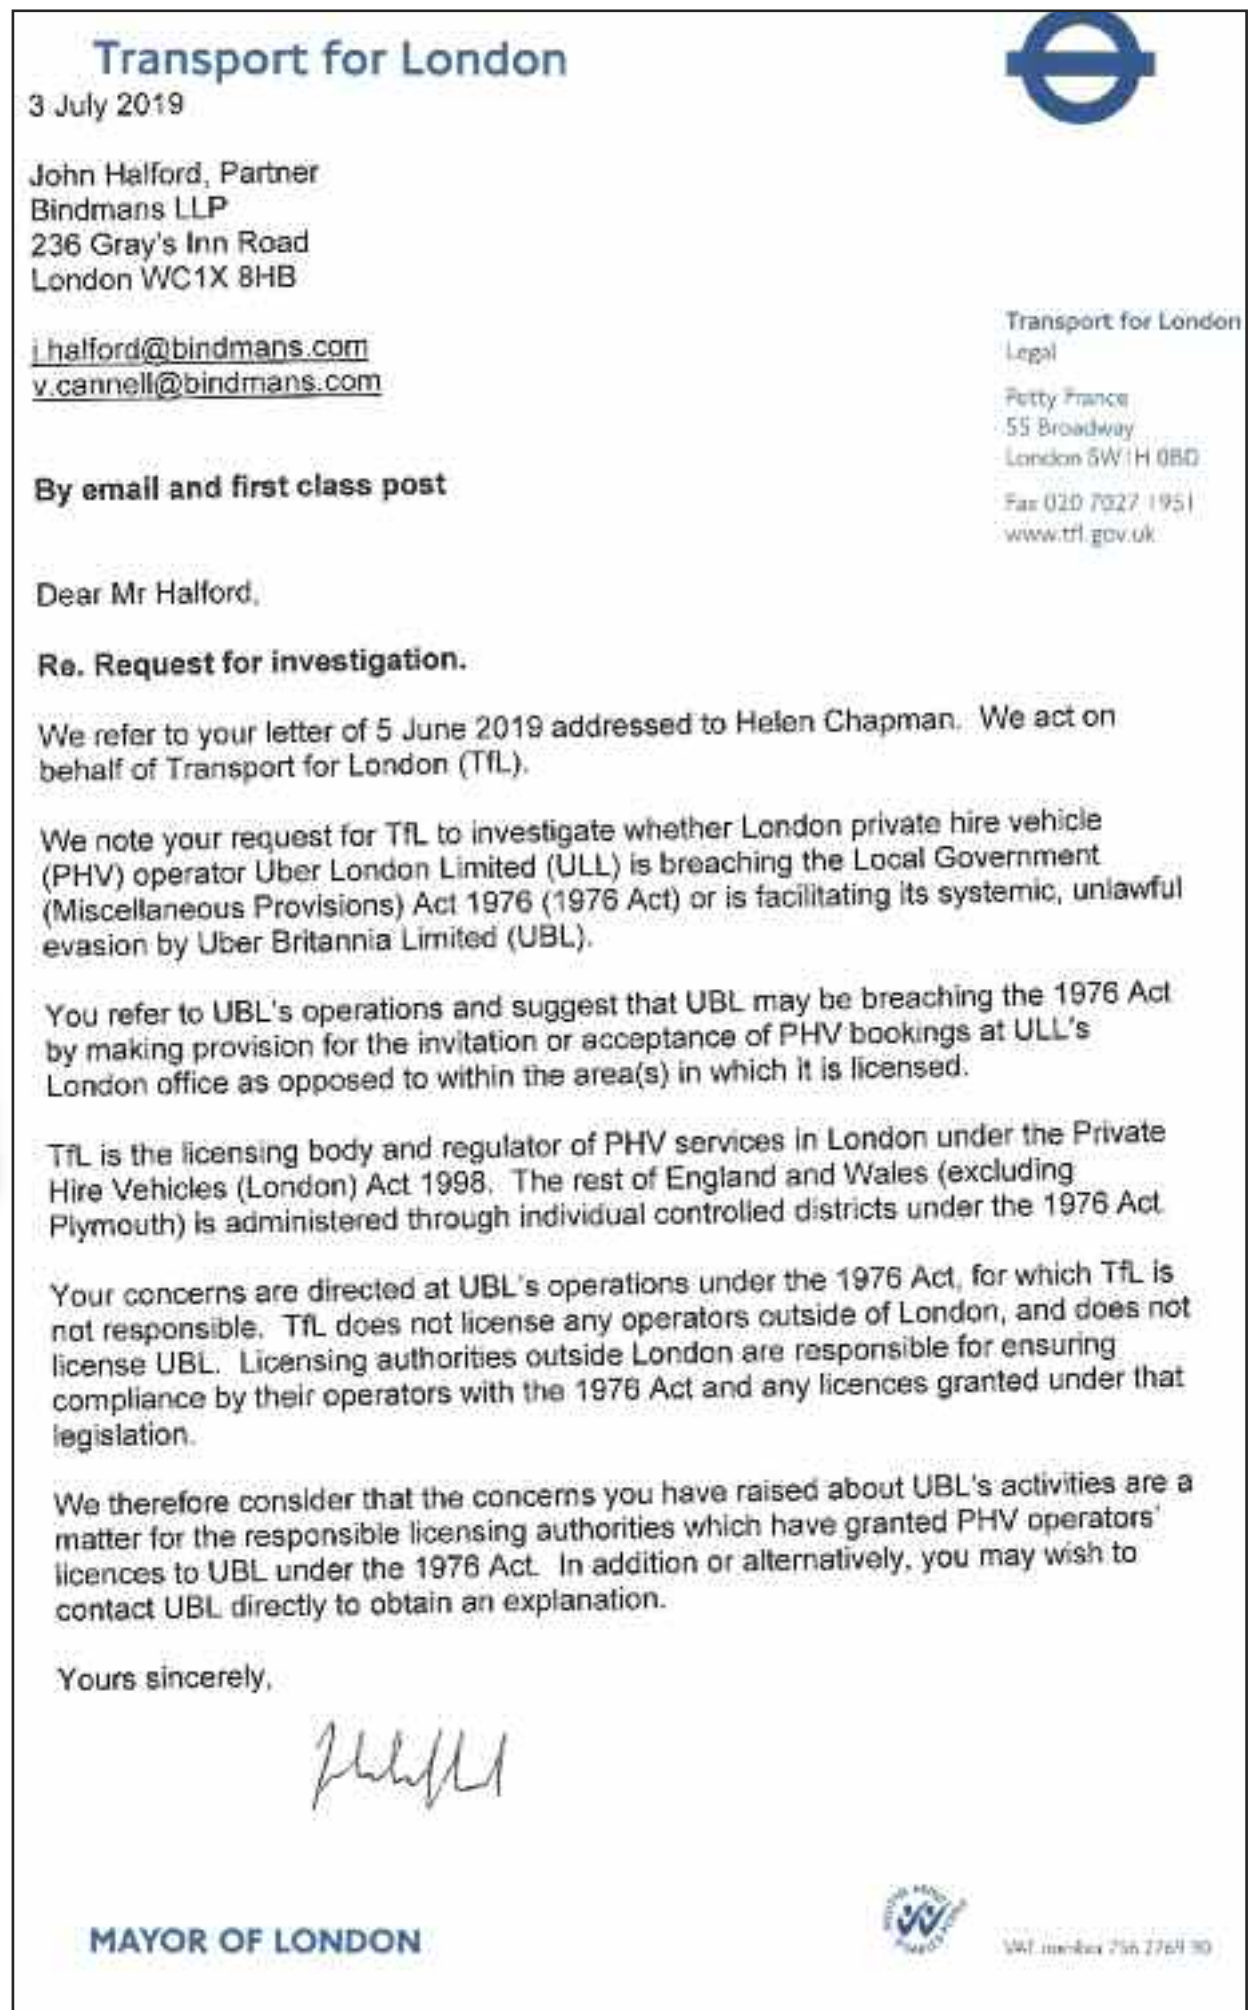 Transport for London
3 July 2019
John Halford, Partner
Bindmans LLP
236 Gray's Inn Road
London WC1X 8HB
j.halford@bindmans.com
v.cannell@bindmans.com
Transport for London
Legal
Petty France
55 Broadway
London SW1H 0BD
Fax 020 7027 1951
www.tfl.gov.uk
By email and first class post
Dear Mr Halford,
Re. Request for investigation.
We refer to your letter of 5 June 2019 addressed to Helen Chapman. We act on
behalf of Transport for London (TfL).
We note your request for TfL to investigate whether London private hire vehicle
(PHV) operator Uber London Limited (ULL) is breaching the Local Government
(Miscellaneous Provisions) Act 1976 (1976 Act) or is facilitating its systemic, unlawful
evasion by Uber Britannia Limited (UBL).
You refer to UBL's operations and suggest that UBL may be breaching the 1976 Act
by making provision for the invitation or acceptance of PHV bookings at ULL's
London office as opposed to within the area(s) in which it is licensed.
TfL is the licensing body and regulator of PHV services in London under the Private
Hire Vehicles (London) Act 1998. The rest of England and Wales (excluding
Plymouth) is administered through individual controlled districts under the 1976 Act.
Your concerns are directed at UBL's operations under the 1976 Act, for which TfL is
not responsible. TfL does not license any operators outside of London, and does not
license UBL. Licensing authorities outside London are responsible for ensuring
compliance by their operators with the 1976 Act and any licences granted under that
legislation.
We therefore consider that the concerns you have raised about UBL's activities are a
matter for the responsible licensing authorities which have granted PHV operators'
licences to UBL under the 1976 Act. In addition or alternatively, you may wish to
contact UBL directly to obtain an explanation.
Yours sincerely,
MAYOR OF LONDON
VAT number 756 2769 90